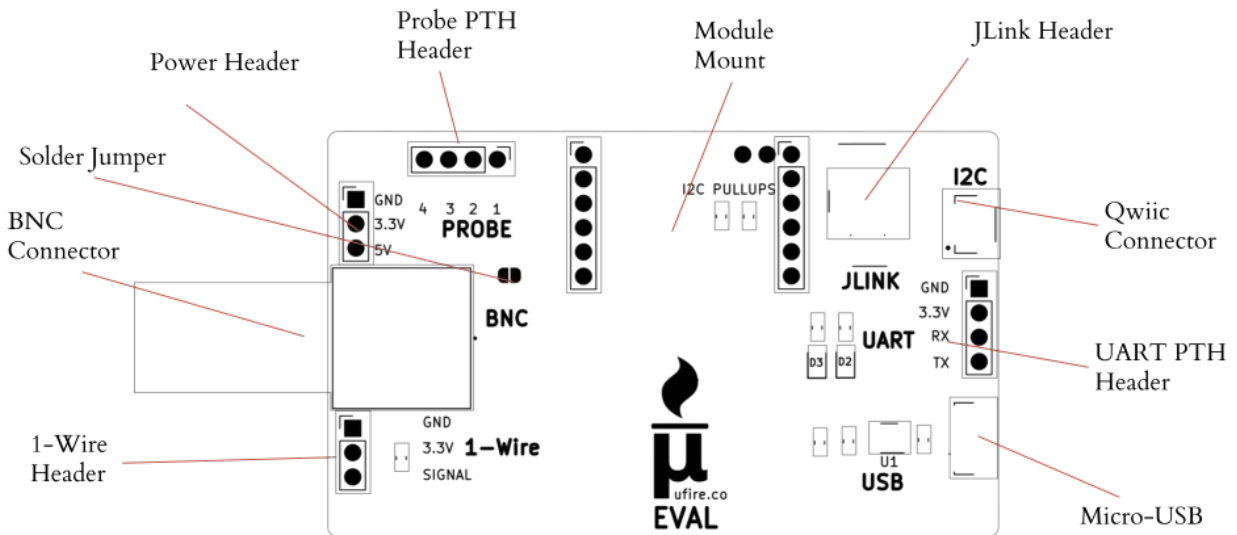 Probe PTH
Header
Module
Mount
JLink Header
Power Header
Solder Jumper
BNC
Connector
GND
3.3V
5V
4 3 2 1
PROBE
I2C PULLUPS
I2C
Qwiic
Connector
JLINK
BNC
GND
3.3V
RX
TX
UART
D3 D2
UART PTH
Header
1-Wire
Header
GND
3.3V
SIGNAL
1-Wire
µ
ufire.co
EVAL
U1
USB
Micro-USB